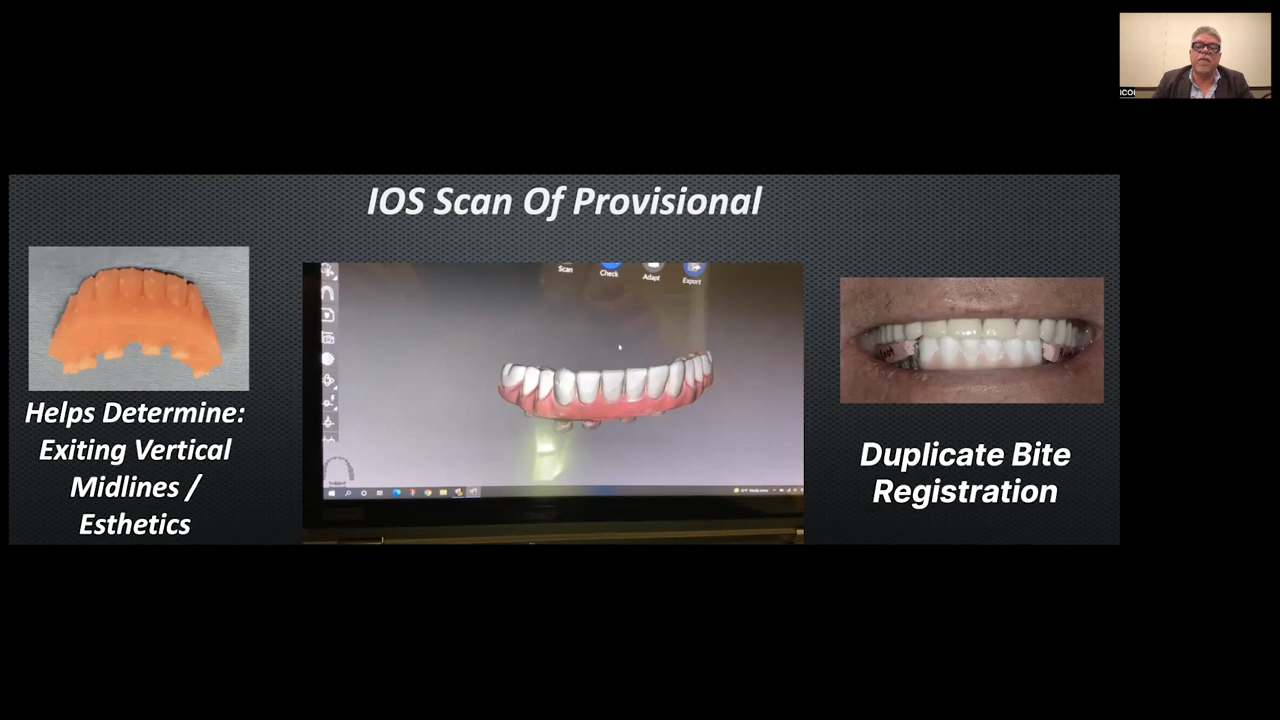 ICOI
IOS Scan Of Provisional
Scan
Check
Adapt
Export
Helps Determine:
Exiting Vertical
Midlines /
Esthetics
Duplicate Bite
Registration